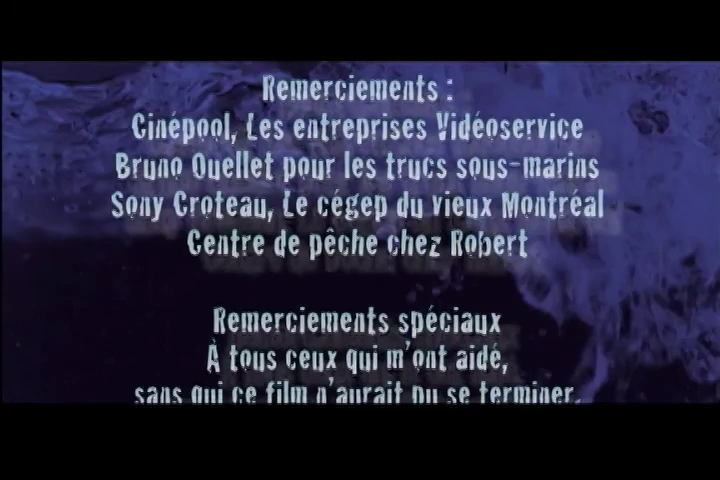 Remerciements :
Cinépool, Les entreprises Vidéoservice
Bruno Ouellet pour les trucs sous-marins
Sony Croteau, Le cégep du vieux Montréal
Centre de pêche chez Robert
Remerciements spéciaux
À tous ceux qui m'ont aidé,
sans qui ce film n'aurait pu se terminer.